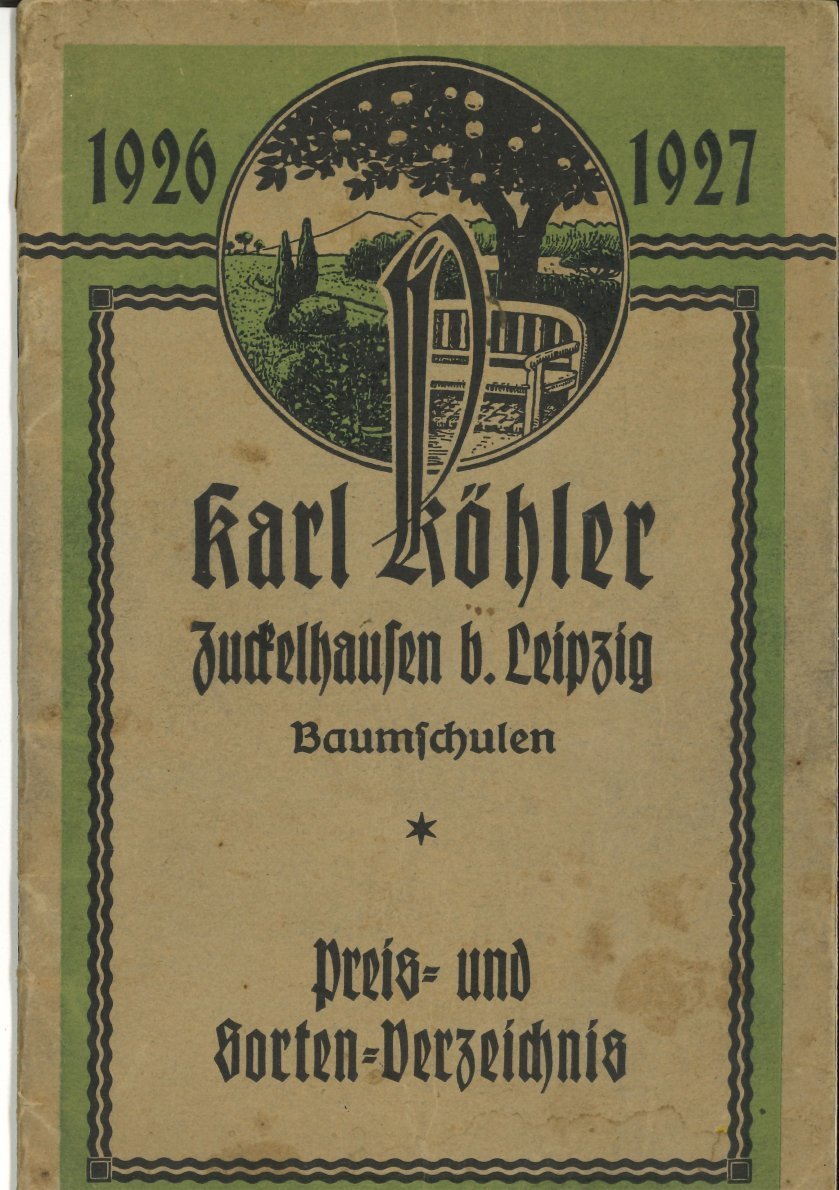 1926 1927
Karl Köhler
Zuckelhausen b. Leipzig
Baumschulen
Preis- und
Sorten-Verzeichnis